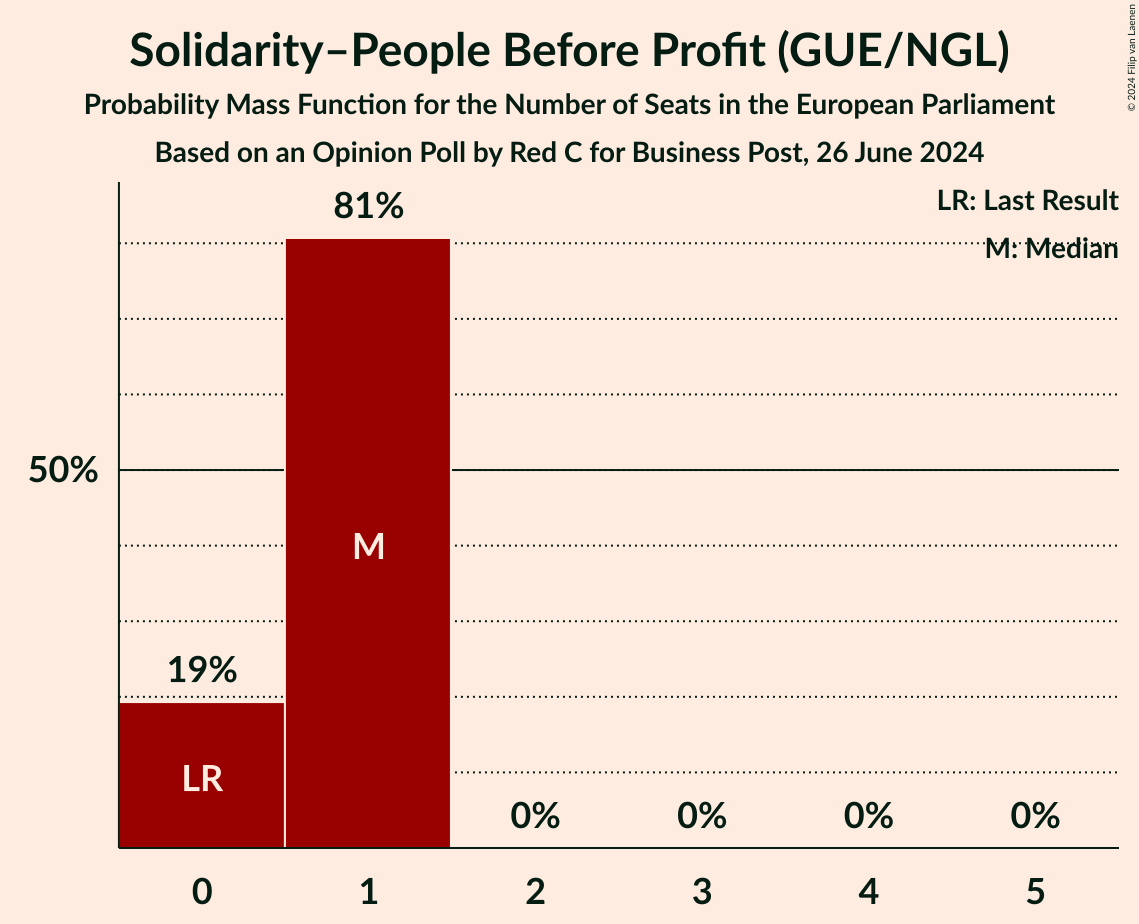 Solidarity–People Before Profit (GUE/NGL)
Probability Mass Function for the Number of Seats in the European Parliament
Based on an Opinion Poll by Red C for Business Post, 26 June 2024
© 2024 Filip van Laenen
LR: Last Result
M: Median
81%
50%
M
19%
LR
0% 0% 0% 0%
0 1 2 3 4 5